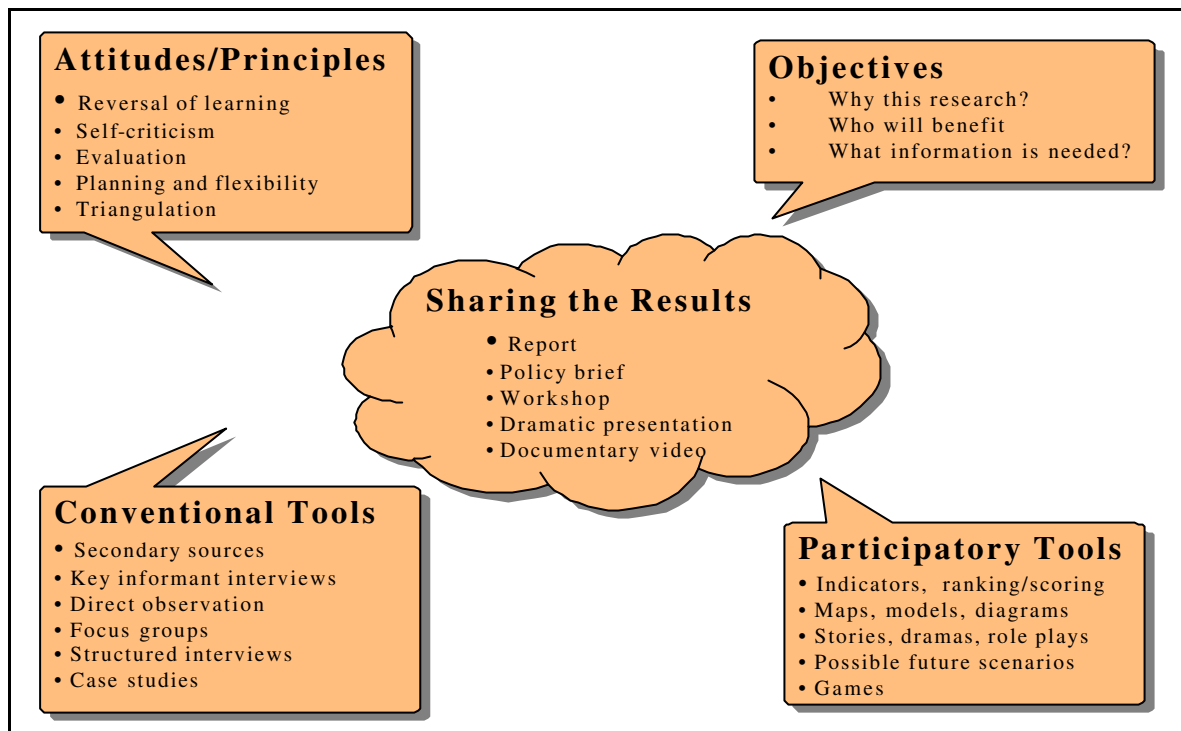 Attitudes/Principles
• Reversal of learning
• Self-criticism
• Evaluation
• Planning and flexibility
• Triangulation
Objectives
• Why this research?
• Who will benefit
• What information is needed?
Sharing the Results
• Report
• Policy brief
• Workshop
• Dramatic presentation
• Documentary video
Conventional Tools
• Secondary sources
• Key informant interviews
• Direct observation
• Focus groups
• Structured interviews
• Case studies
Participatory Tools
• Indicators, ranking/scoring
• Maps, models, diagrams
• Stories, dramas, role plays
• Possible future scenarios
• Games